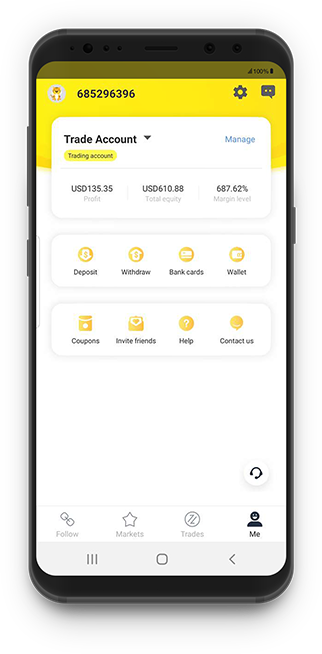 100%
685296396
Trade Account
Manage
Trading account
USD135.35 USD610.88 687.62%
Profit Total equity Margin level
Deposit Withdraw Bank cards Wallet
Coupons Invite friends Help Contact us
Follow Markets Trades Me